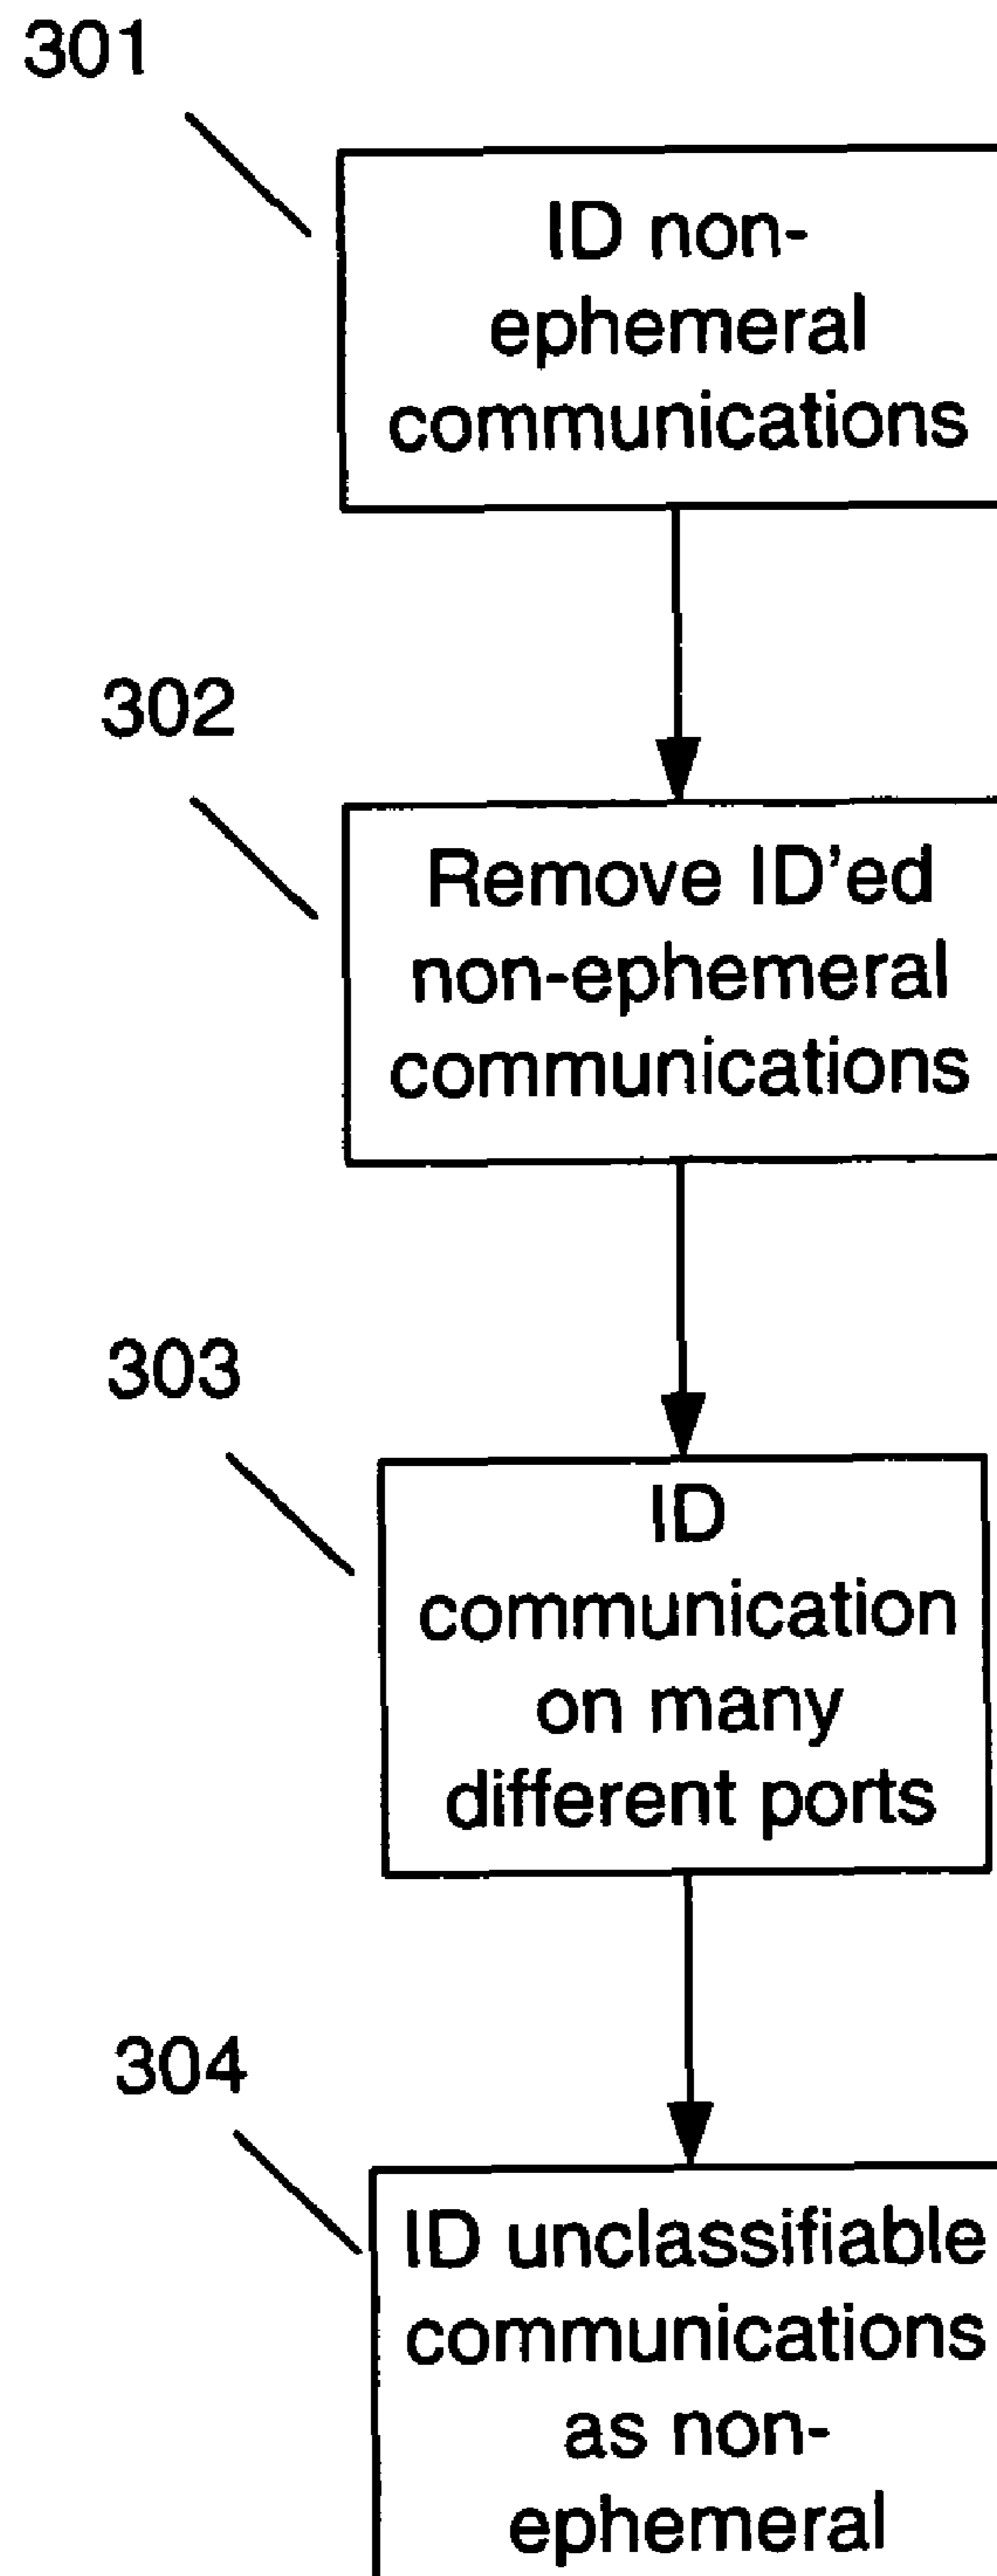 301
ID non-
ephemeral
communications
302
Remove ID'ed
non-ephemeral
communications
303
ID
communication
on many
different ports
304
ID unclassifiable
communications
as non-
ephemeral